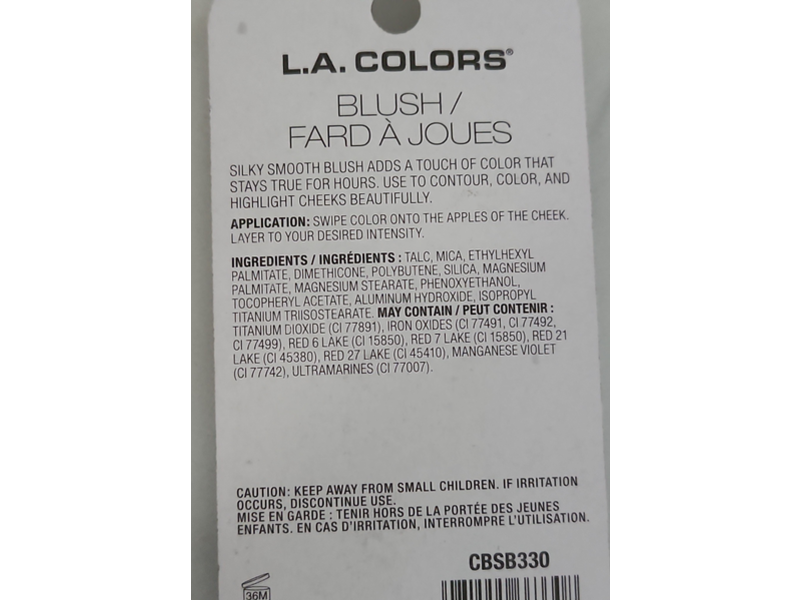 L.A. COLORS®
BLUSH /
FARD À JOUES
SILKY SMOOTH BLUSH ADDS A TOUCH OF COLOR THAT
STAYS TRUE FOR HOURS. USE TO CONTOUR, COLOR, AND
HIGHLIGHT CHEEKS BEAUTIFULLY.
APPLICATION: SWIPE COLOR ONTO THE APPLES OF THE CHEEK.
LAYER TO YOUR DESIRED INTENSITY.
INGREDIENTS / INGRÉDIENTS : TALC, MICA, ETHYLHEXYL
PALMITATE, DIMETHICONE, POLYBUTENE, SILICA, MAGNESIUM
PALMITATE, MAGNESIUM STEARATE, PHENOXYETHANOL,
TOCOPHERYL ACETATE, ALUMINUM HYDROXIDE, ISOPROPYL
TITANIUM TRIISOSTEARATE. MAY CONTAIN / PEUT CONTENIR :
TITANIUM DIOXIDE (CI 77891), IRON OXIDES (CI 77491, CI 77492,
CI 77499), RED 6 LAKE (CI 15850), RED 7 LAKE (CI 15850), RED 21
LAKE (CI 45380), RED 27 LAKE (CI 45410), MANGANESE VIOLET
(CI 77742), ULTRAMARINES (CI 77007).
CAUTION: KEEP AWAY FROM SMALL CHILDREN. IF IRRITATION
OCCURS, DISCONTINUE USE.
MISE EN GARDE : TENIR HORS DE LA PORTÉE DES JEUNES
ENFANTS. EN CAS D'IRRITATION, INTERROMPRE L'UTILISATION.
CBSB330
36M